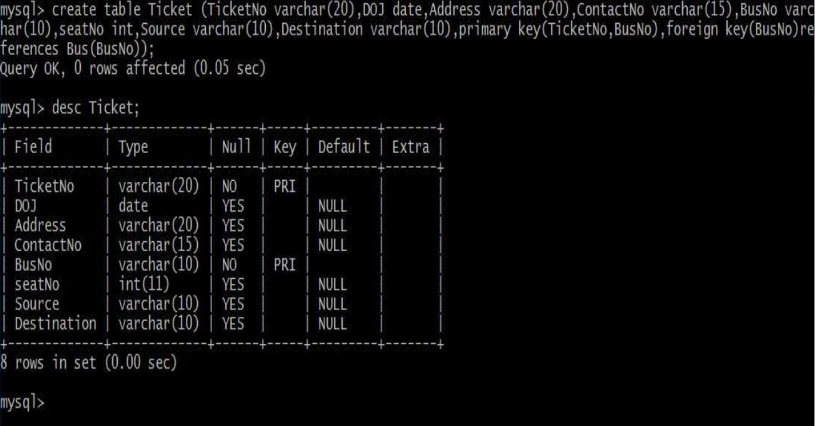 mysql> create table Ticket (TicketNo varchar(20),DOJ date,Address varchar(20),ContactNo varchar(15),BusNo varc
har(10),seatNo int,Source varchar(10),Destination varchar(10),primary key(TicketNo,BusNo),foreign key(BusNo)re
ferences Bus(BusNo));
Query OK, 0 rows affected (0.05 sec)
mysql> desc Ticket;
+-------------+-------------+------+-----+---------+-------+
| Field | Type | Null | Key | Default | Extra |
+-------------+-------------+------+-----+---------+-------+
| TicketNo | varchar(20) | NO | PRI | | |
| DOJ | date | YES | | NULL | |
| Address | varchar(20) | YES | | NULL | |
| ContactNo | varchar(15) | YES | | NULL | |
| BusNo | varchar(10) | NO | PRI | | |
| seatNo | int(11) | YES | | NULL | |
| Source | varchar(10) | YES | | NULL | |
| Destination | varchar(10) | YES | | NULL | |
+-------------+-------------+------+-----+---------+-------+
8 rows in set (0.00 sec)
mysql>